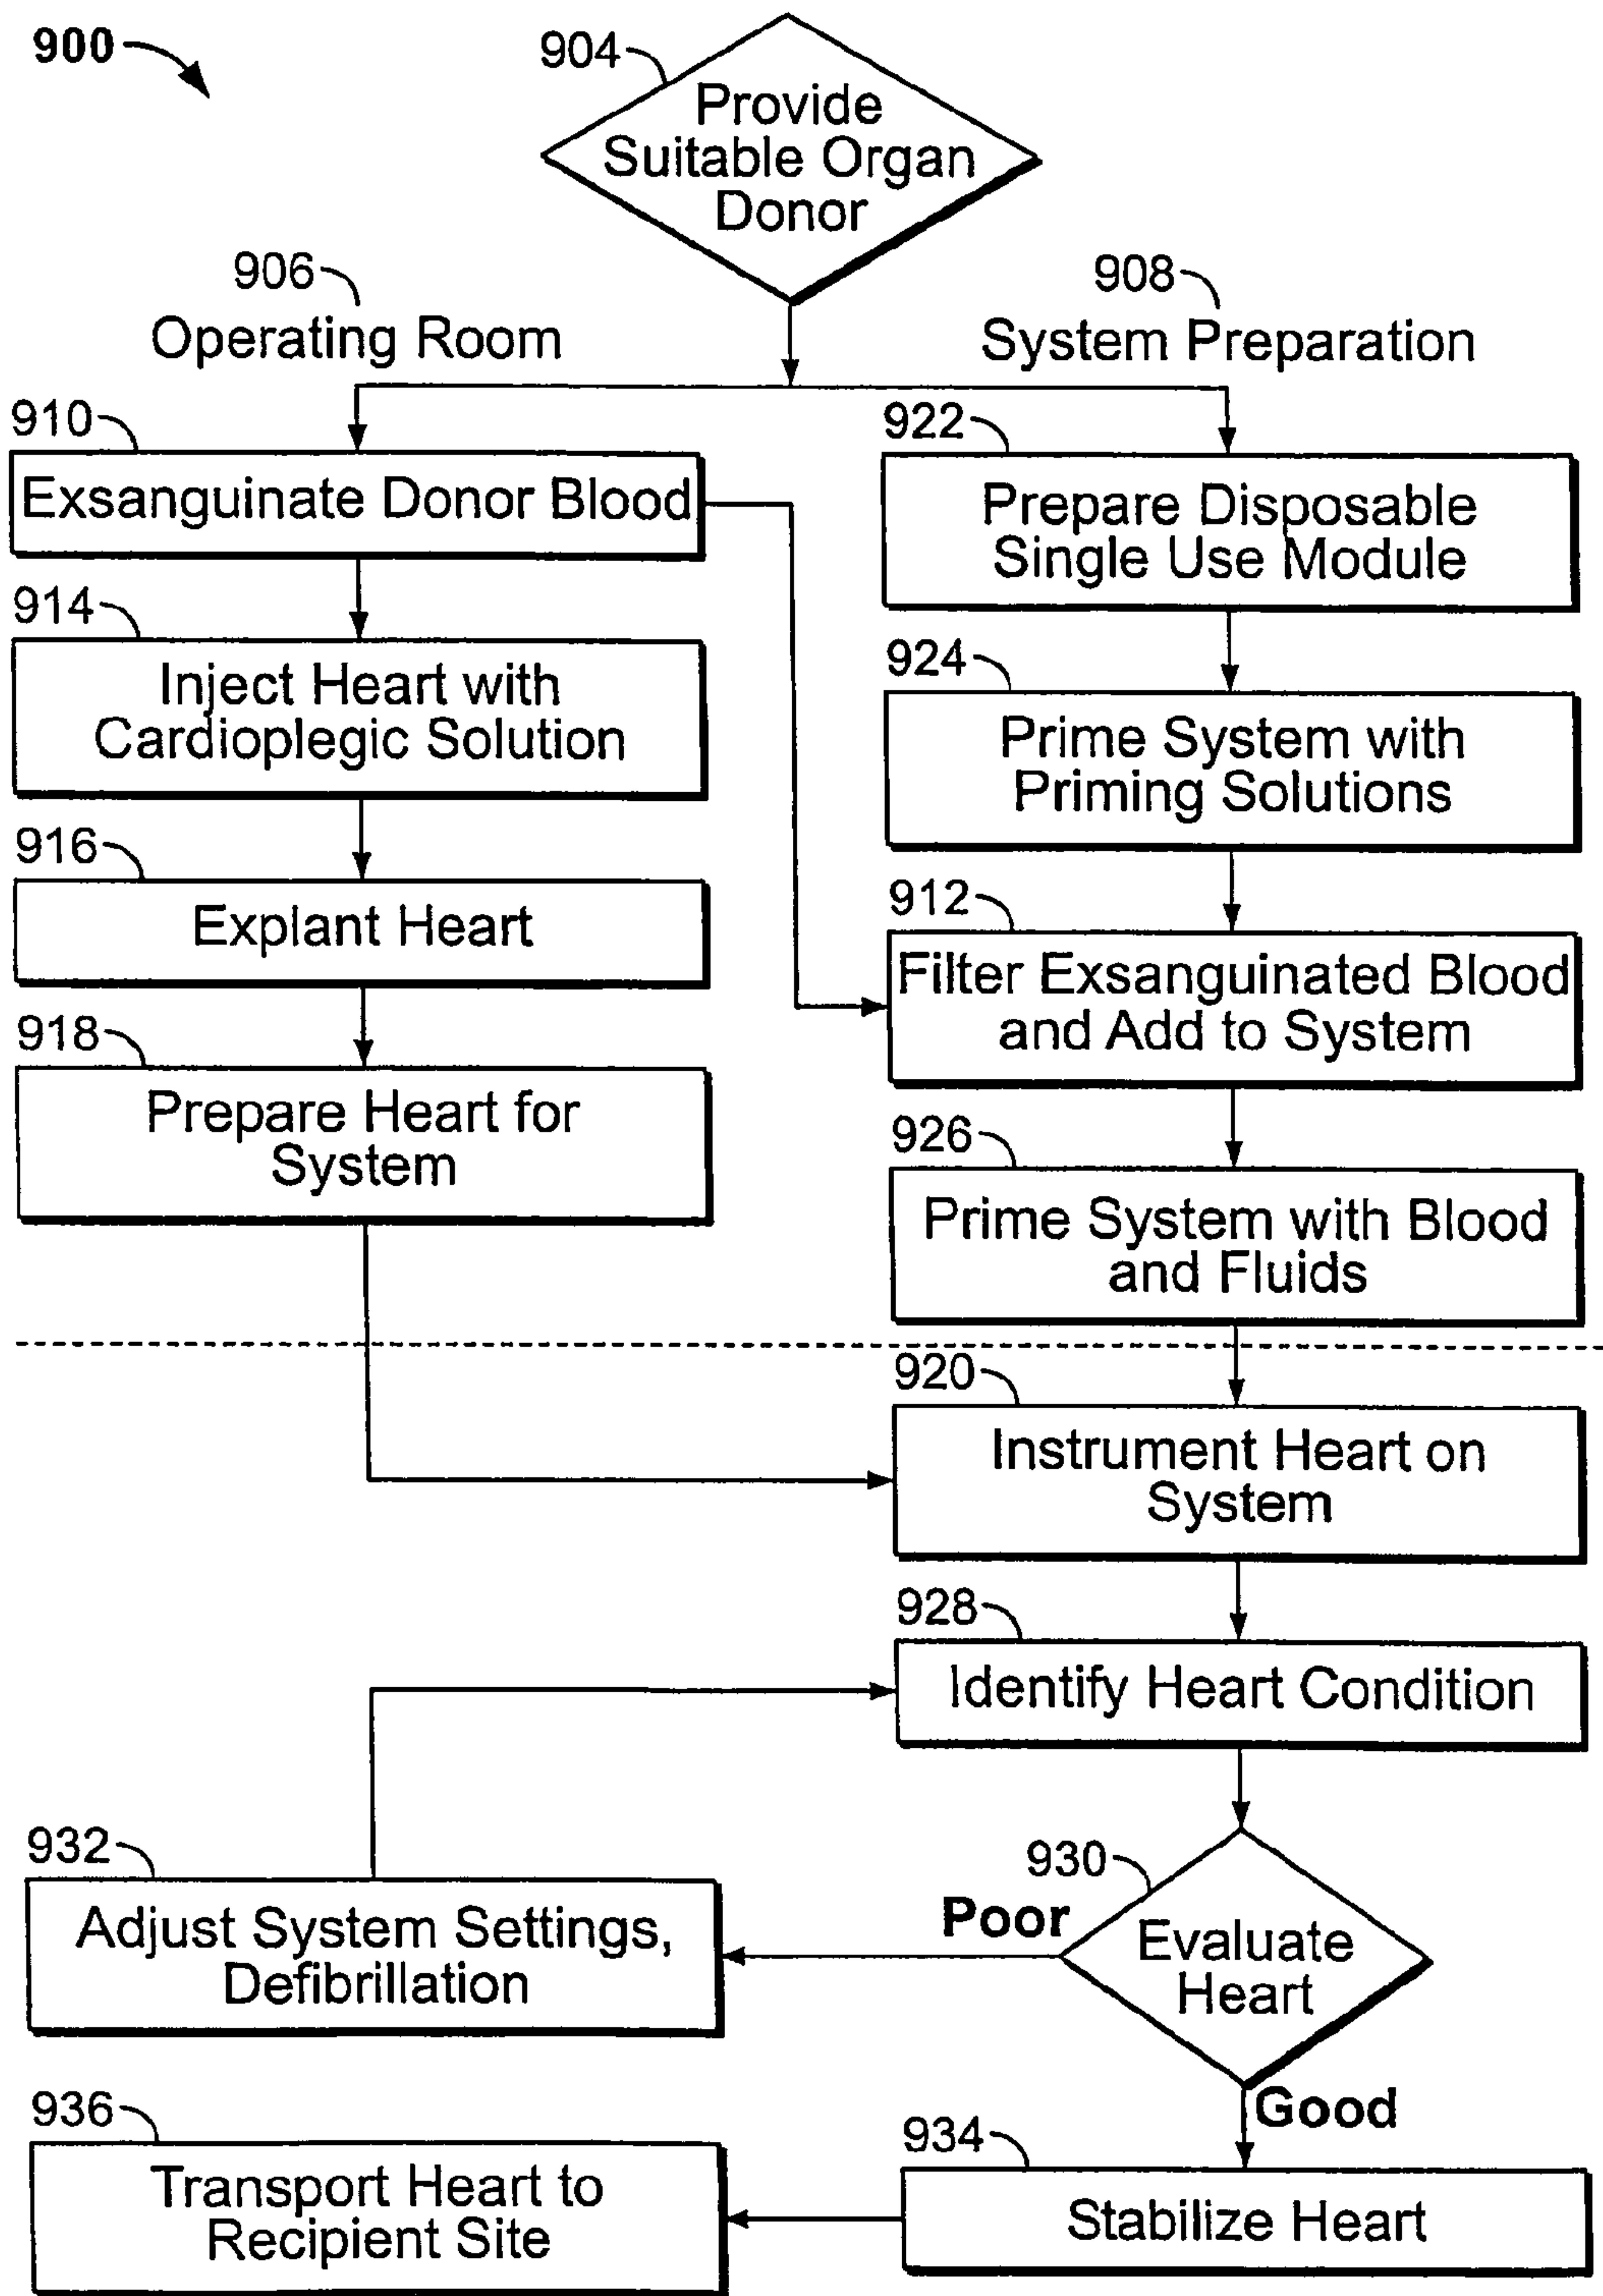 900
904
Provide
Suitable Organ
Donor
906
Operating Room
908
System Preparation
910
Exsanguinate Donor Blood
922
Prepare Disposable
Single Use Module
914
Inject Heart with
Cardioplegic Solution
924
Prime System with
Priming Solutions
916
Explant Heart
912
Filter Exsanguinated Blood
and Add to System
918
Prepare Heart for
System
926
Prime System with Blood
and Fluids
920
Instrument Heart on
System
928
Identify Heart Condition
930
Evaluate
Heart
Poor
932
Adjust System Settings,
Defibrillation
Good
934
Stabilize Heart
936
Transport Heart to
Recipient Site